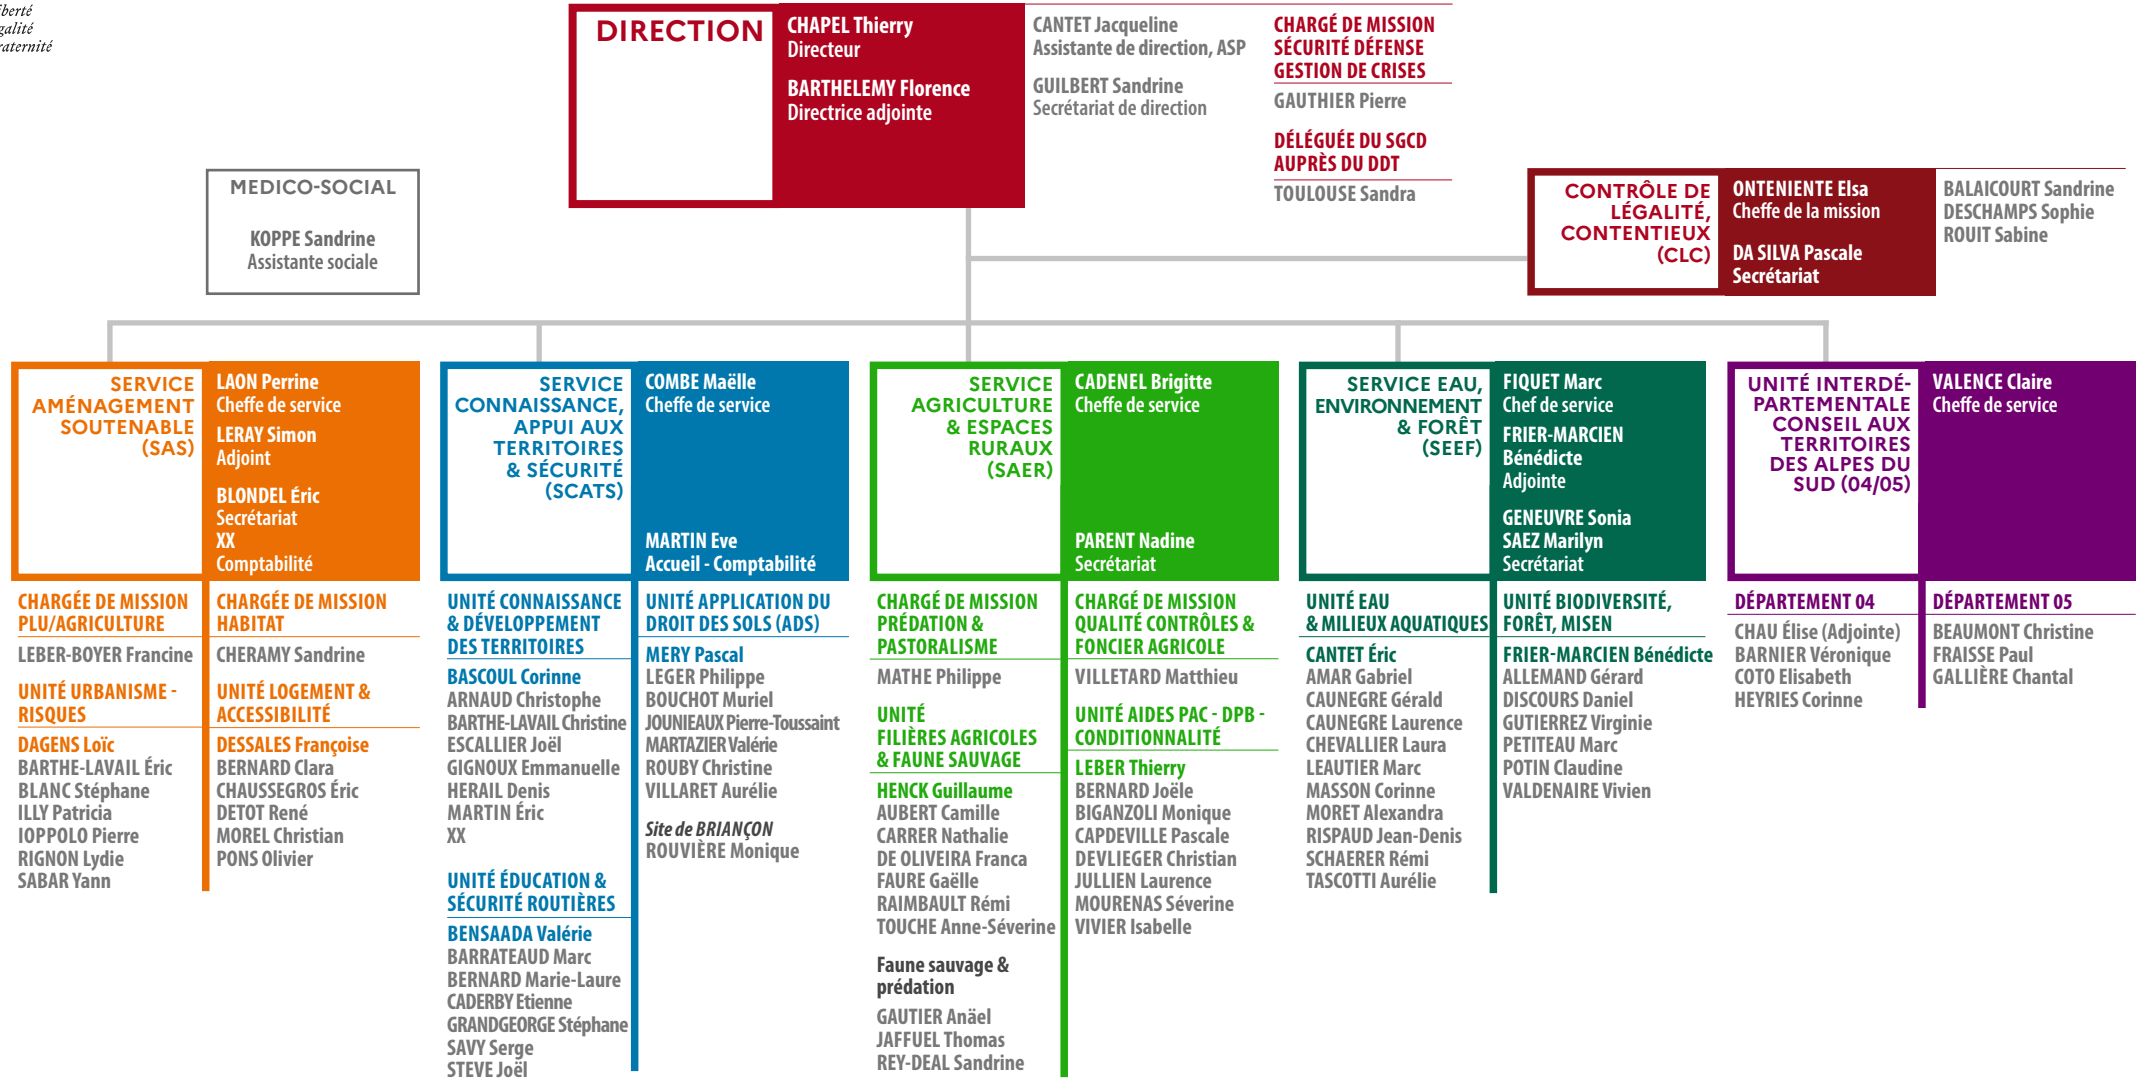 iberté
galité
raternité
DIRECTION
CHAPEL Thierry
Directeur
BARTHELEMY Florence
Directrice adjointe
CANTET Jacqueline
Assistante de direction, ASP
GUILBERT Sandrine
Secrétariat de direction
CHARGÉ DE MISSION
SÉCURITÉ DÉFENSE
GESTION DE CRISES
GAUTHIER Pierre
DÉLÉGUÉE DU SGCD
AUPRÈS DU DDT
TOULOUSE Sandra
MEDICO-SOCIAL
KOPPE Sandrine
Assistante sociale
CONTRÔLE DE
LÉGALITÉ,
CONTENTIEUX
(CLC)
ONTENIENTE Elsa
Cheffe de la mission
DA SILVA Pascale
Secrétariat
BALAICOURT Sandrine
DESCHAMPS Sophie
ROUIT Sabine
SERVICE
AMÉNAGEMENT
SOUTENABLE
(SAS)
LAON Perrine
Cheffe de service
LERAY Simon
Adjoint
BLONDEL Éric
Secrétariat
XX
Comptabilité
CHARGÉE DE MISSION
PLU/AGRICULTURE
LEBER-BOYER Francine
UNITÉ URBANISME -
RISQUES
DAGENS Loïc
BARTHE-LAVAIL Éric
BLANC Stéphane
ILLY Patricia
IOPPOLO Pierre
RIGNON Lydie
SABAR Yann
CHARGÉE DE MISSION
HABITAT
CHERAMY Sandrine
UNITÉ LOGEMENT &
ACCESSIBILITÉ
DESSALES Françoise
BERNARD Clara
CHAUSSEGROS Éric
DETOT René
MOREL Christian
PONS Olivier
SERVICE
CONNAISSANCE,
APPUI AUX
TERRITOIRES
& SÉCURITÉ
(SCATS)
COMBE Maëlle
Cheffe de service
MARTIN Eve
Accueil - Comptabilité
UNITÉ CONNAISSANCE
& DÉVELOPPEMENT
DES TERRITOIRES
BASCOUL Corinne
ARNAUD Christophe
BARTHE-LAVAIL Christine
ESCALLIER Joël
GIGNOUX Emmanuelle
HERAIL Denis
MARTIN Éric
XX
UNITÉ ÉDUCATION &
SÉCURITÉ ROUTIÈRES
BENSAADA Valérie
BARRATEAUD Marc
BERNARD Marie-Laure
CADERBY Etienne
GRANDGEORGE Stéphane
SAVY Serge
STEVE Joël
UNITÉ APPLICATION DU
DROIT DES SOLS (ADS)
MERY Pascal
LEGER Philippe
BOUCHOT Muriel
JOUNIEAUX Pierre-Toussaint
MARTAZIER Valérie
ROUBY Christine
VILLARET Aurélie
Site de BRIANÇON
ROUVIÈRE Monique
SERVICE
AGRICULTURE
& ESPACES
RURAUX
(SAER)
CADENEL Brigitte
Cheffe de service
PARENT Nadine
Secrétariat
CHARGÉ DE MISSION
PRÉDATION &
PASTORALISME
MATHE Philippe
UNITÉ
FILIÈRES AGRICOLES
& FAUNE SAUVAGE
HENCK Guillaume
AUBERT Camille
CARRER Nathalie
DE OLIVEIRA Franca
FAURE Gaëlle
RAIMBAULT Rémi
TOUCHE Anne-Séverine
Faune sauvage &
prédation
GAUTIER Anäel
JAFFUEL Thomas
REY-DEAL Sandrine
CHARGÉ DE MISSION
QUALITÉ CONTRÔLES &
FONCIER AGRICOLE
VILLETARD Matthieu
UNITÉ AIDES PAC - DPB -
CONDITIONNALITÉ
LEBER Thierry
BERNARD Joële
BIGANZOLI Monique
CAPDEVILLE Pascale
DEVLIEGER Christian
JULLIEN Laurence
MOURENAS Séverine
VIVIER Isabelle
SERVICE EAU,
ENVIRONNEMENT
& FORÊT
(SEEF)
FIQUET Marc
Chef de service
FRIER-MARCIEN
Bénédicte
Adjointe
GENEUVRE Sonia
SAEZ Marilyn
Secrétariat
UNITÉ EAU
& MILIEUX AQUATIQUES
CANTET Éric
AMAR Gabriel
CAUNEGRE Gérald
CAUNEGRE Laurence
CHEVALLIER Laura
LEAUTIER Marc
MASSON Corinne
MORET Alexandra
RISPAUD Jean-Denis
SCHAERER Rémi
TASCOTTI Aurélie
UNITÉ BIODIVERSITÉ,
FORÊT, MISEN
FRIER-MARCIEN Bénédicte
ALLEMAND Gérard
DISCOURS Daniel
GUTIERREZ Virginie
PETITEAU Marc
POTIN Claudine
VALDENAIRE Vivien
UNITÉ INTERDÉ-
PARTEMENTALE
CONSEIL AUX
TERRITOIRES
DES ALPES DU
SUD (04/05)
VALENCE Claire
Cheffe de service
DÉPARTEMENT 04
CHAU Élise (Adjointe)
BARNIER Véronique
COTO Elisabeth
HEYRIES Corinne
DÉPARTEMENT 05
BEAUMONT Christine
FRAISSE Paul
GALLIÈRE Chantal